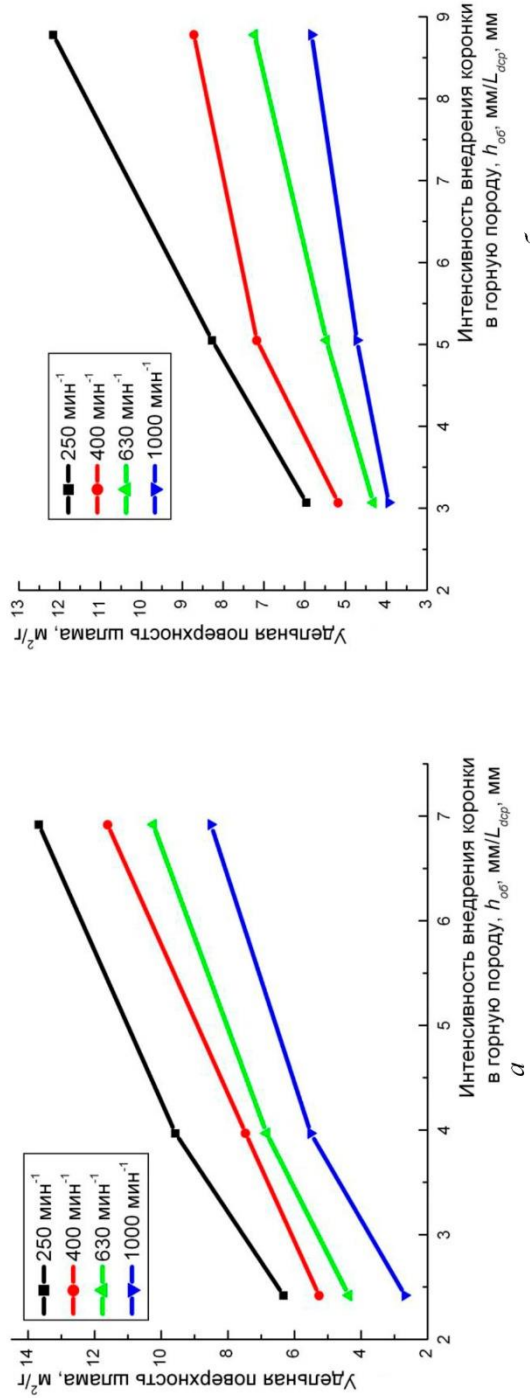 Удельная поверхность шлама, м²/г
14
12
10
8
6
4
2
250 мин⁻¹
400 мин⁻¹
630 мин⁻¹
1000 мин⁻¹
2
3
4
5
6
7
Интенсивность внедрения коронки
в горную породу, hоб, мм/Lдср, мм
а
Удельная поверхность шлама, м²/г
13
12
11
10
9
8
7
6
5
4
3
250 мин⁻¹
400 мин⁻¹
630 мин⁻¹
1000 мин⁻¹
2
3
4
5
6
7
8
9
Интенсивность внедрения коронки
в горную породу, hоб, мм/Lдср, мм
б